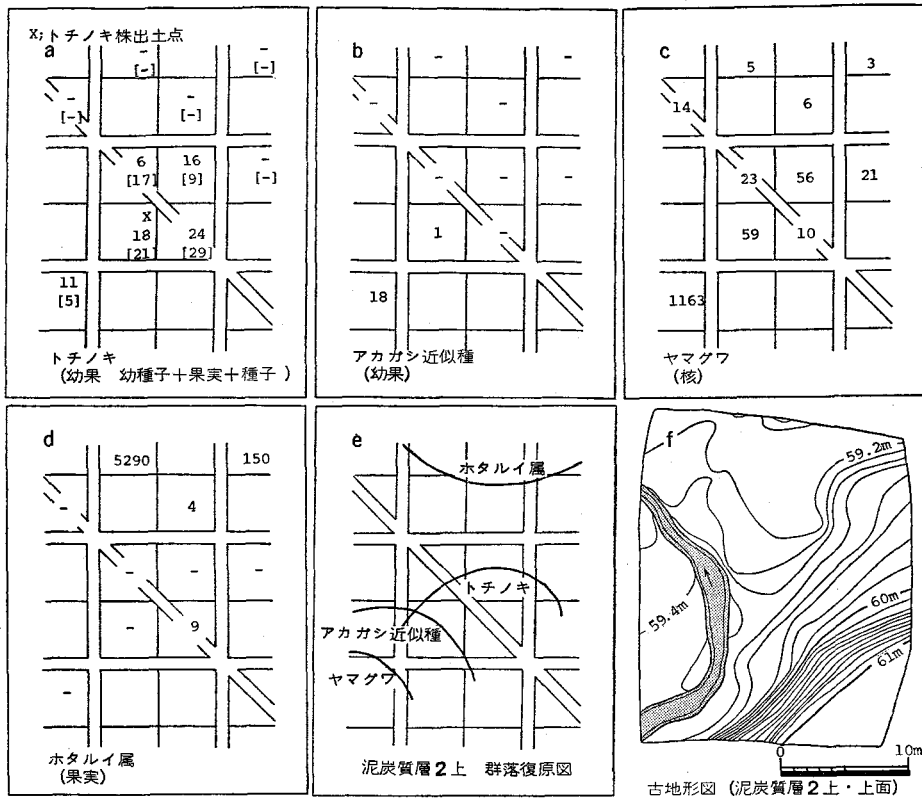 X;トチノキ株出土点
a
-
[-]
-
[-]
-
[-]
-
[-]
6
[17]
16
[9]
-
[-]
X
18
[21]
24
[29]
11
[5]
トチノキ
(幼果 幼種子+果実+種子)
b
- -
- -
- - -
1 -
18
アカガシ近似種
(幼果)
c
5 3
14 6
23 56 21
59 10
1163
ヤマグワ
(核)
d
5290 150
- 4
- - -
- 9
-
ホタルイ属
(果実)
e
ホタルイ属
トチノキ
アカガシ近似種
ヤマグワ
泥炭質層2上 群落復原図
f
59.2m
59.4m
60m
61m
0 10m
古地形図(泥炭質層2上・上面)